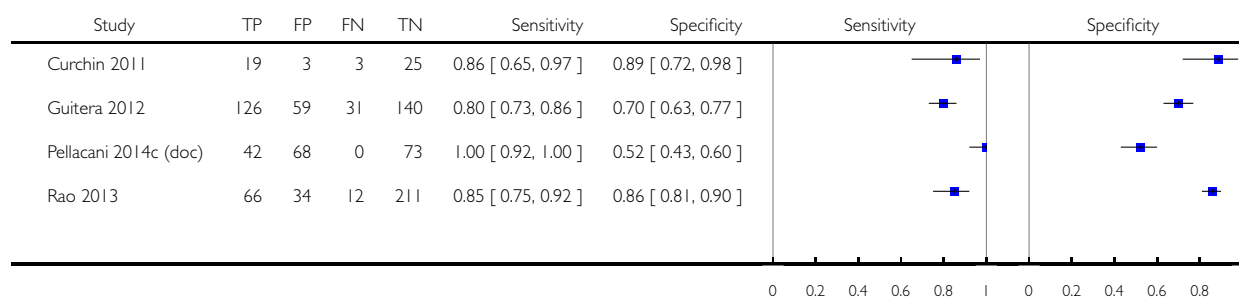 Study TP FP FN TN Sensitivity Specificity Sensitivity Specificity
Curchin 2011 19 3 3 25 0.86 [ 0.65, 0.97 ] 0.89 [ 0.72, 0.98 ]
Guitera 2012 126 59 31 140 0.80 [ 0.73, 0.86 ] 0.70 [ 0.63, 0.77 ]
Pellacani 2014c (doc) 42 68 0 73 1.00 [ 0.92, 1.00 ] 0.52 [ 0.43, 0.60 ]
Rao 2013 66 34 12 211 0.85 [ 0.75, 0.92 ] 0.86 [ 0.81, 0.90 ]
0 0.2 0.4 0.6 0.8 1 0 0.2 0.4 0.6 0.8